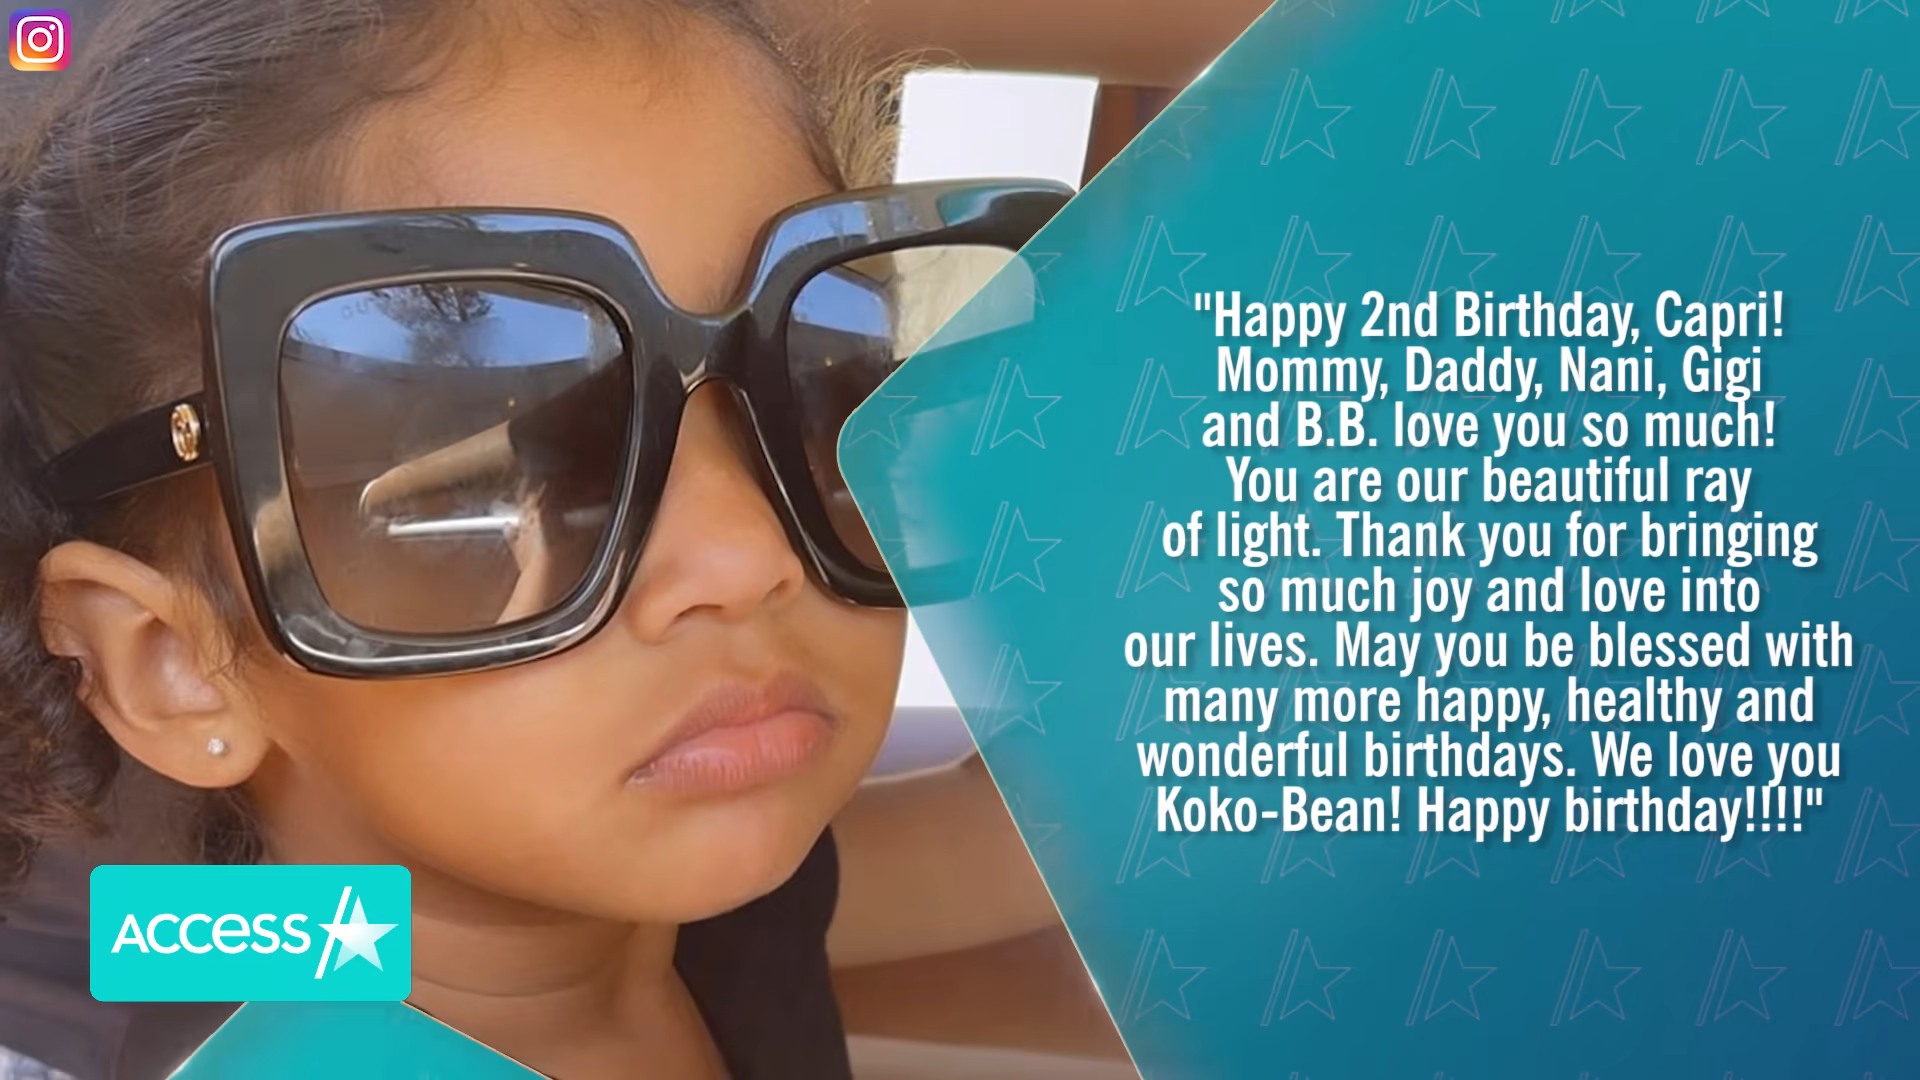 "Happy 2nd Birthday, Capri!
Mommy, Daddy, Nani, Gigi
and B.B. love you so much!
You are our beautiful ray
of light. Thank you for bringing
so much joy and love into
our lives. May you be blessed with
many more happy, healthy and
wonderful birthdays. We love you
Koko-Bean! Happy birthday!!!!"
ACCESS